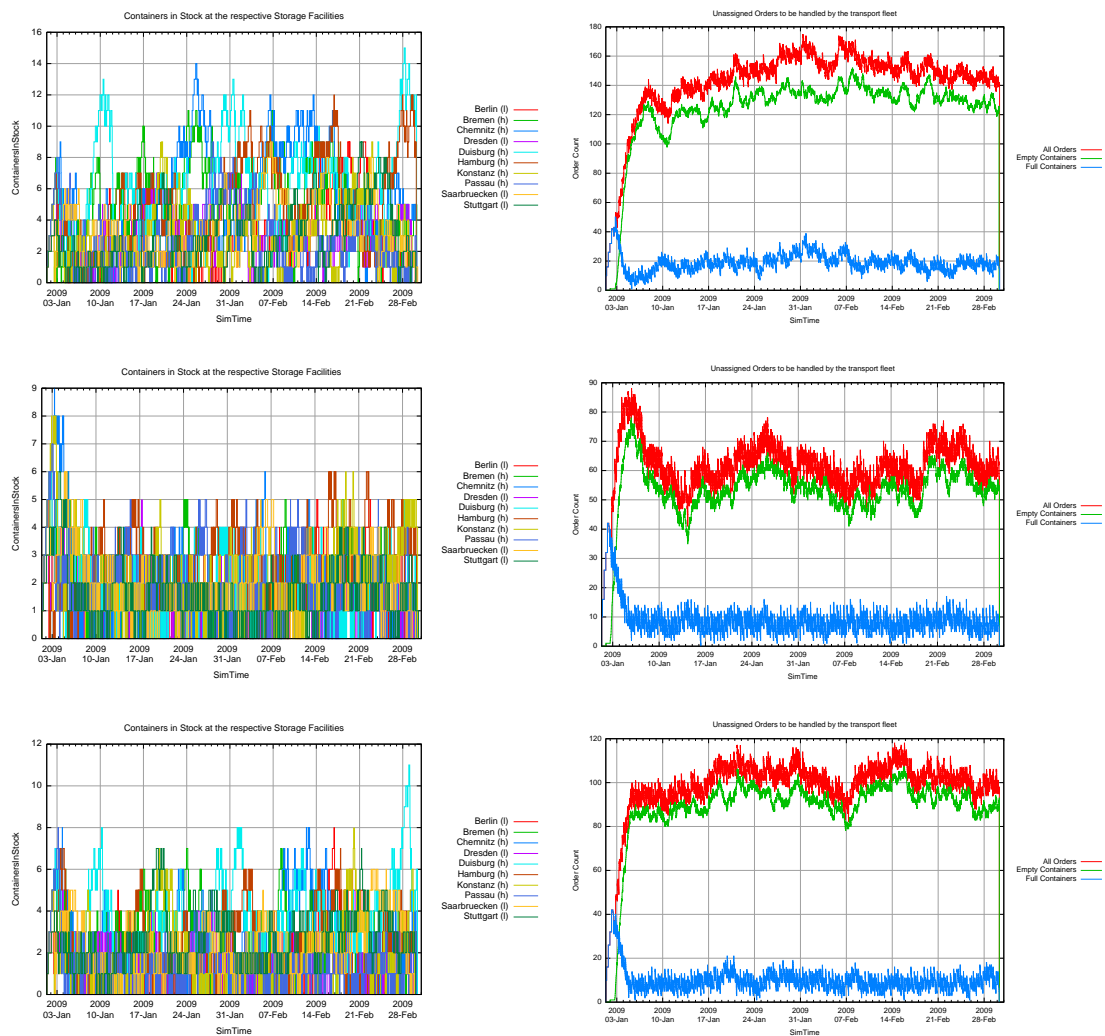 Containers in Stock at the respective Storage Facilities
ContainersInStock
16
14
12
10
8
6
4
2
0
2009 2009 2009 2009 2009 2009 2009 2009 2009
03-Jan 10-Jan 17-Jan 24-Jan 31-Jan 07-Feb 14-Feb 21-Feb 28-Feb
SimTime
Berlin (l)
Bremen (h)
Chemnitz (h)
Dresden (l)
Duisburg (h)
Hamburg (h)
Konstanz (h)
Passau (h)
Saarbruecken (l)
Stuttgart (l)
Unassigned Orders to be handled by the transport fleet
Order Count
180
160
140
120
100
80
60
40
20
0
2009 2009 2009 2009 2009 2009 2009 2009 2009
03-Jan 10-Jan 17-Jan 24-Jan 31-Jan 07-Feb 14-Feb 21-Feb 28-Feb
SimTime
All Orders
Empty Containers
Full Containers
Containers in Stock at the respective Storage Facilities
ContainersInStock
9
8
7
6
5
4
3
2
1
0
2009 2009 2009 2009 2009 2009 2009 2009 2009
03-Jan 10-Jan 17-Jan 24-Jan 31-Jan 07-Feb 14-Feb 21-Feb 28-Feb
SimTime
Berlin (l)
Bremen (h)
Chemnitz (h)
Dresden (l)
Duisburg (h)
Hamburg (h)
Konstanz (h)
Passau (h)
Saarbruecken (l)
Stuttgart (l)
Unassigned Orders to be handled by the transport fleet
Order Count
90
80
70
60
50
40
30
20
10
0
2009 2009 2009 2009 2009 2009 2009 2009 2009
03-Jan 10-Jan 17-Jan 24-Jan 31-Jan 07-Feb 14-Feb 21-Feb 28-Feb
SimTime
All Orders
Empty Containers
Full Containers
Containers in Stock at the respective Storage Facilities
ContainersInStock
12
10
8
6
4
2
0
2009 2009 2009 2009 2009 2009 2009 2009 2009
03-Jan 10-Jan 17-Jan 24-Jan 31-Jan 07-Feb 14-Feb 21-Feb 28-Feb
SimTime
Berlin (l)
Bremen (h)
Chemnitz (h)
Dresden (l)
Duisburg (h)
Hamburg (h)
Konstanz (h)
Passau (h)
Saarbruecken (l)
Stuttgart (l)
Unassigned Orders to be handled by the transport fleet
Order Count
120
100
80
60
40
20
0
2009 2009 2009 2009 2009 2009 2009 2009 2009
03-Jan 10-Jan 17-Jan 24-Jan 31-Jan 07-Feb 14-Feb 21-Feb 28-Feb
SimTime
All Orders
Empty Containers
Full Containers